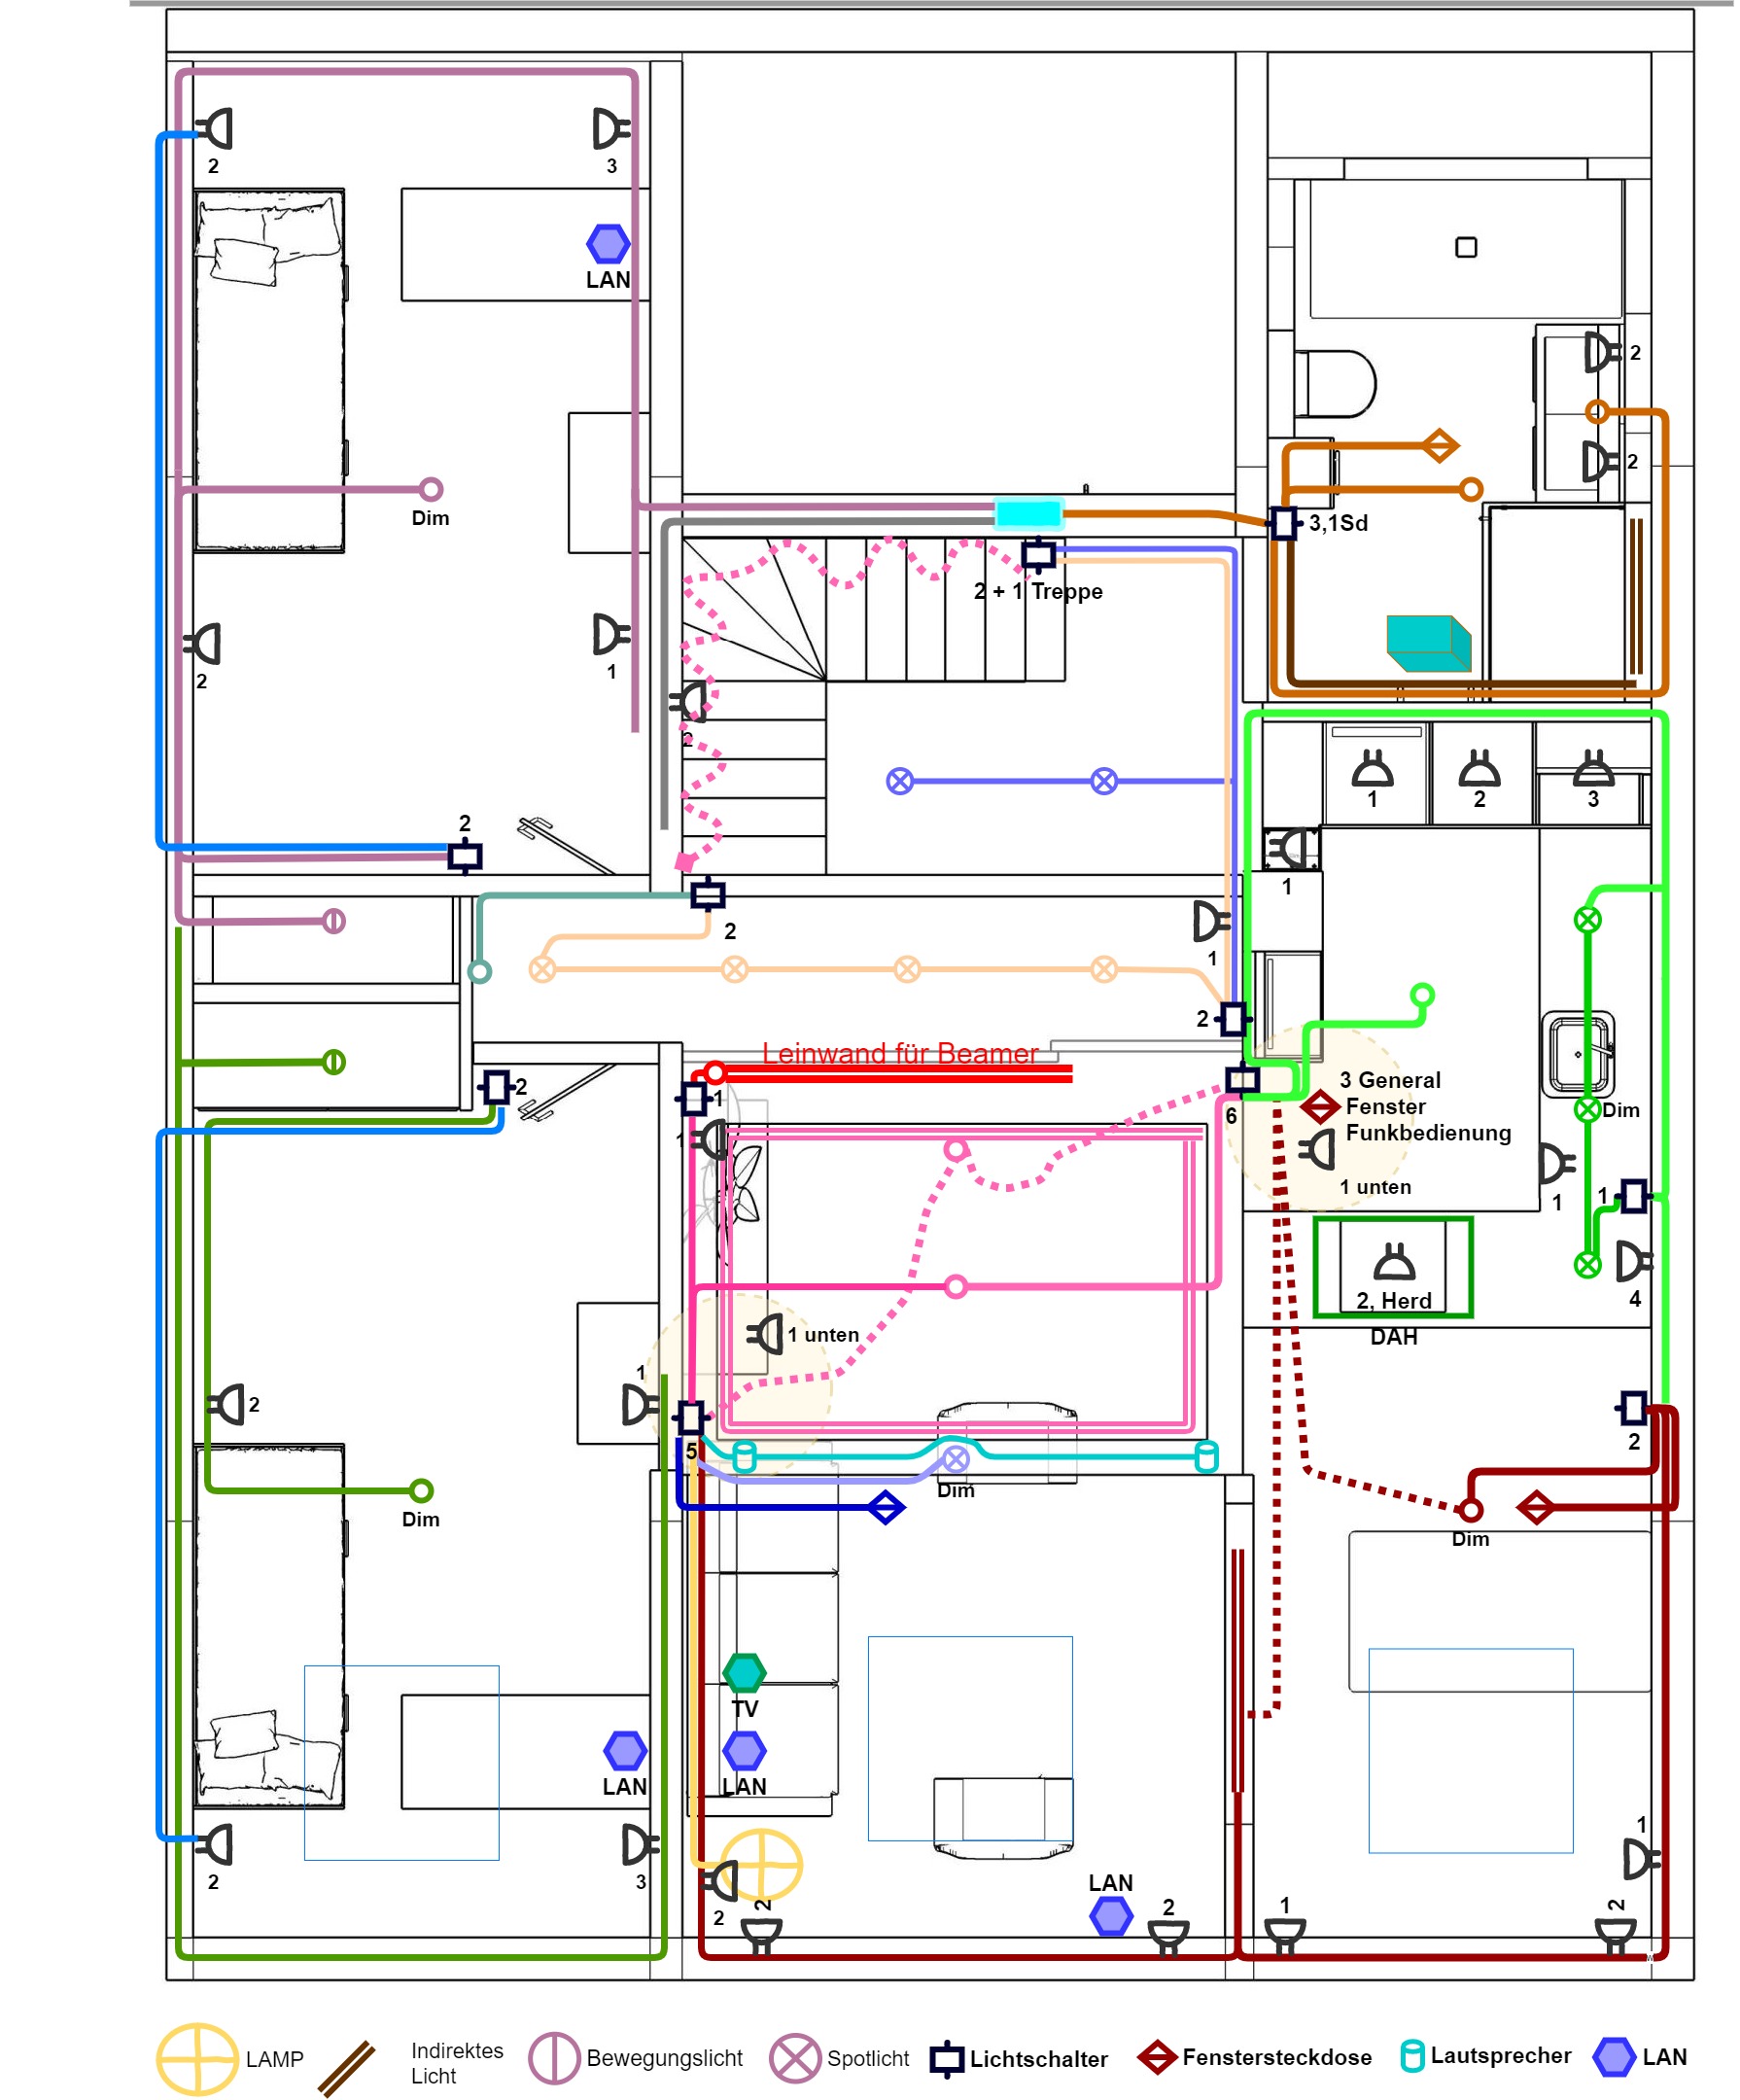 2
3
LAN
2
2
Dim
3,1Sd
2 + 1 Treppe
2
1
2
1
2
3
2
1
2
1
2
Leinwand für Beamer
2
1
1
6
3 General
Fenster
Funkbedienung
1 unten
Dim
1
1
4
2, Herd
DAH
1 unten
1
2
5
2
Dim
Dim
Dim
TV
LAN
LAN
2
3
2
2
LAN
2
1
1
2
LAMP
Indirektes
Licht
Bewegungslicht
Spotlicht
Lichtschalter
Fenstersteckdose
Lautsprecher
LAN